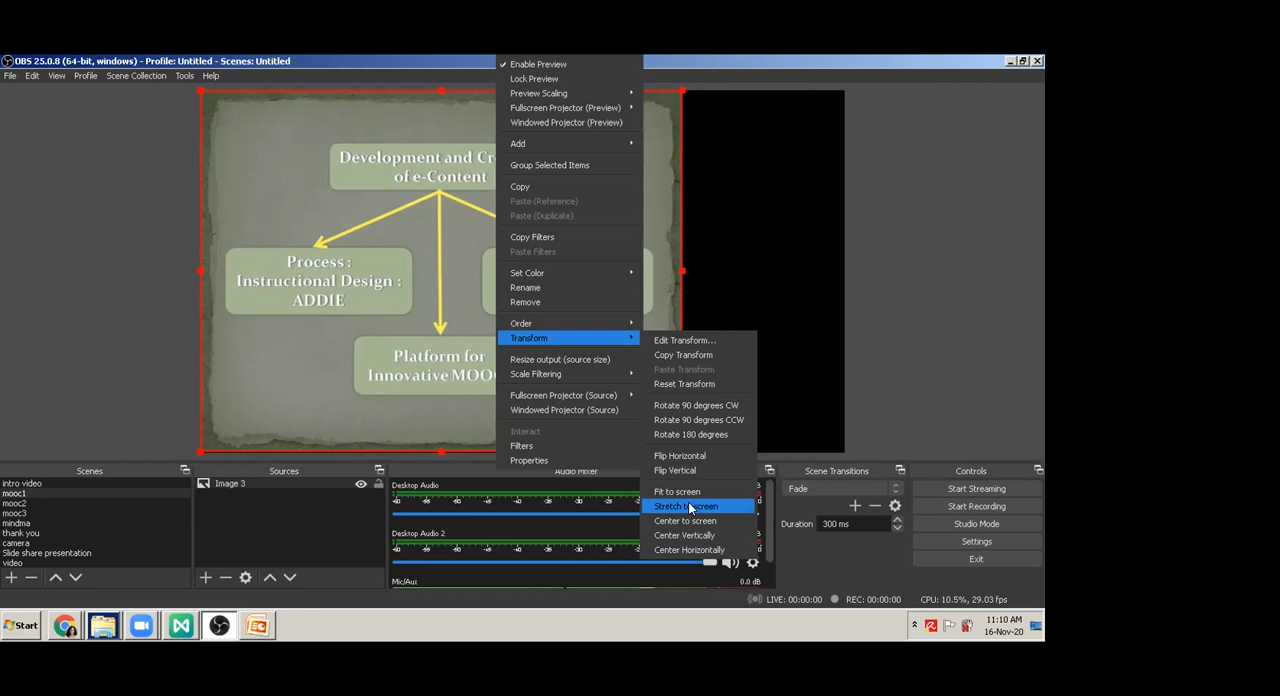 OBS 25.0.8 (64-bit, windows) - Profile: Untitled - Scenes: Untitled
File Edit View Profile Scene Collection Tools Help
Enable Preview
Lock Preview
Preview Scaling
Fullscreen Projector (Preview)
Windowed Projector (Preview)
Add
Group Selected Items
Copy
Paste (Reference)
Paste (Duplicate)
Copy Filters
Paste Filters
Set Color
Rename
Remove
Order
Transform
Resize output (source size)
Scale Filtering
Fullscreen Projector (Source)
Windowed Projector (Source)
Interact
Filters
Properties
Edit Transform...
Copy Transform
Paste Transform
Reset Transform
Rotate 90 degrees CW
Rotate 90 degrees CCW
Rotate 180 degrees
Flip Horizontal
Flip Vertical
Fit to screen
Stretch to screen
Center to screen
Center Vertically
Center Horizontally
Development and Cr
of e-Content
Process :
Instructional Design :
ADDIE
Platform for
Innovative MOO
Scenes
intro video
mooc1
mooc2
mooc3
mindma
thank you
camera
Slide share presentation
video
Sources
Image 3
Audio Mixer
Desktop Audio
Desktop Audio 2
Mic/Aux 0.0 dB
Scene Transitions
Fade
Duration 300 ms
Controls
Start Streaming
Start Recording
Studio Mode
Settings
Exit
LIVE: 00:00:00 REC: 00:00:00 CPU: 10.5%, 29.03 fps
Start
11:10 AM
16-Nov-20